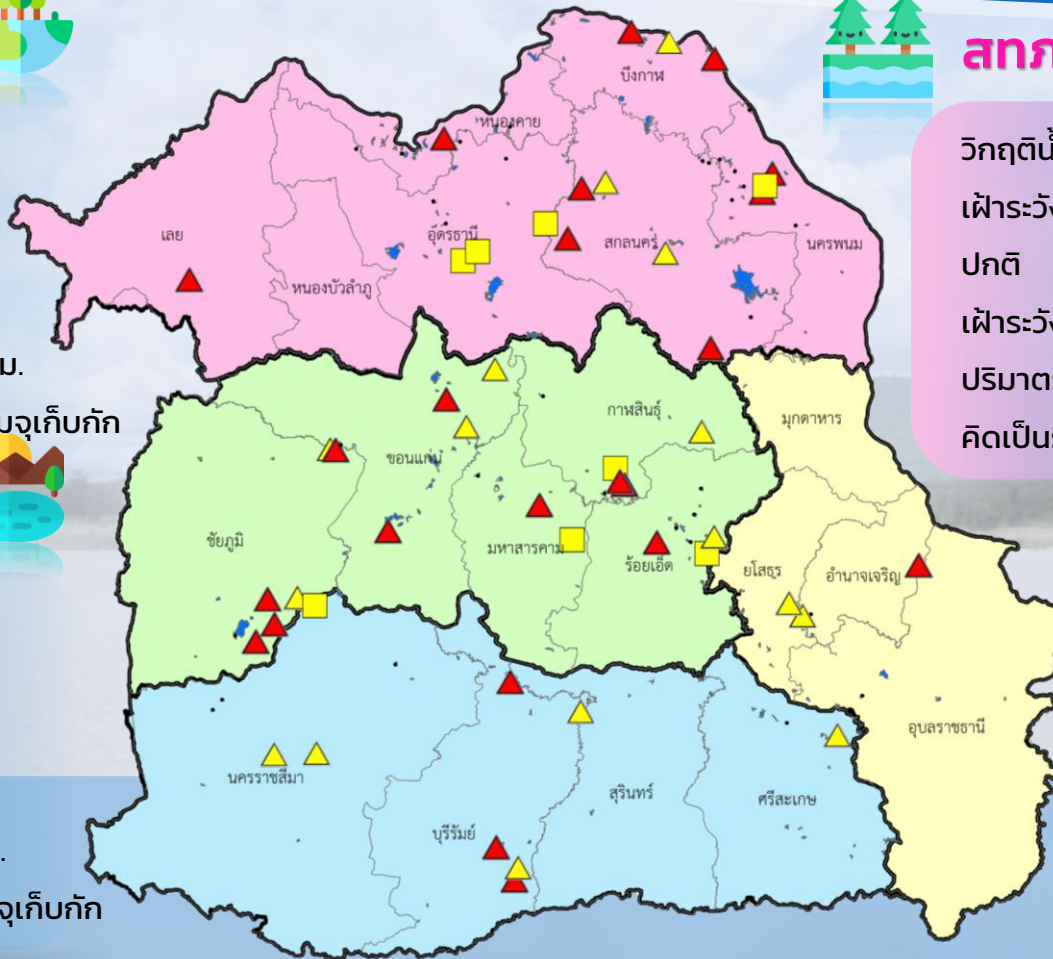 สทภ
วิกฤติน้
เฝ้าระวัง
ปกติ
เฝ้าระวัง
ปริมาตร
คิดเป็นร
ม.
มจุเก็บกัก
.
จุเก็บกัก
บึงกาฬ
หนองคาย
เลย
อุดรธานี
สกลนคร
นครพนม
หนองบัวลำภู
กาฬสินธุ์
มุกดาหาร
ขอนแก่น
ชัยภูมิ
มหาสารคาม
ร้อยเอ็ด
ยโสธร
อำนาจเจริญ
อุบลราชธานี
นครราชสีมา
สุรินทร์
ศรีสะเกษ
บุรีรัมย์